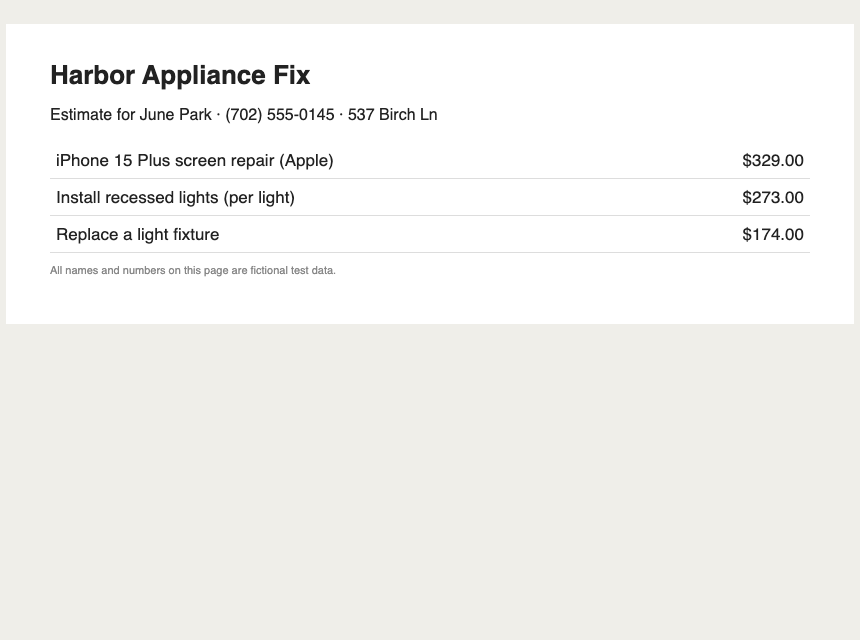 Harbor Appliance Fix
Estimate for June Park · (702) 555-0145 · 537 Birch Ln
iPhone 15 Plus screen repair (Apple) $329.00
Install recessed lights (per light) $273.00
Replace a light fixture $174.00
All names and numbers on this page are fictional test data.